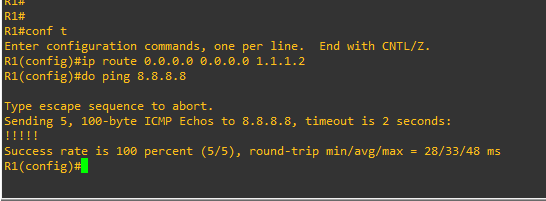 R1#
R1#
R1#conf t
Enter configuration commands, one per line.  End with CNTL/Z.
R1(config)#ip route 0.0.0.0 0.0.0.0 1.1.1.2
R1(config)#do ping 8.8.8.8
Type escape sequence to abort.
Sending 5, 100-byte ICMP Echos to 8.8.8.8, timeout is 2 seconds:
!!!!!
Success rate is 100 percent (5/5), round-trip min/avg/max = 28/33/48 ms
R1(config)#